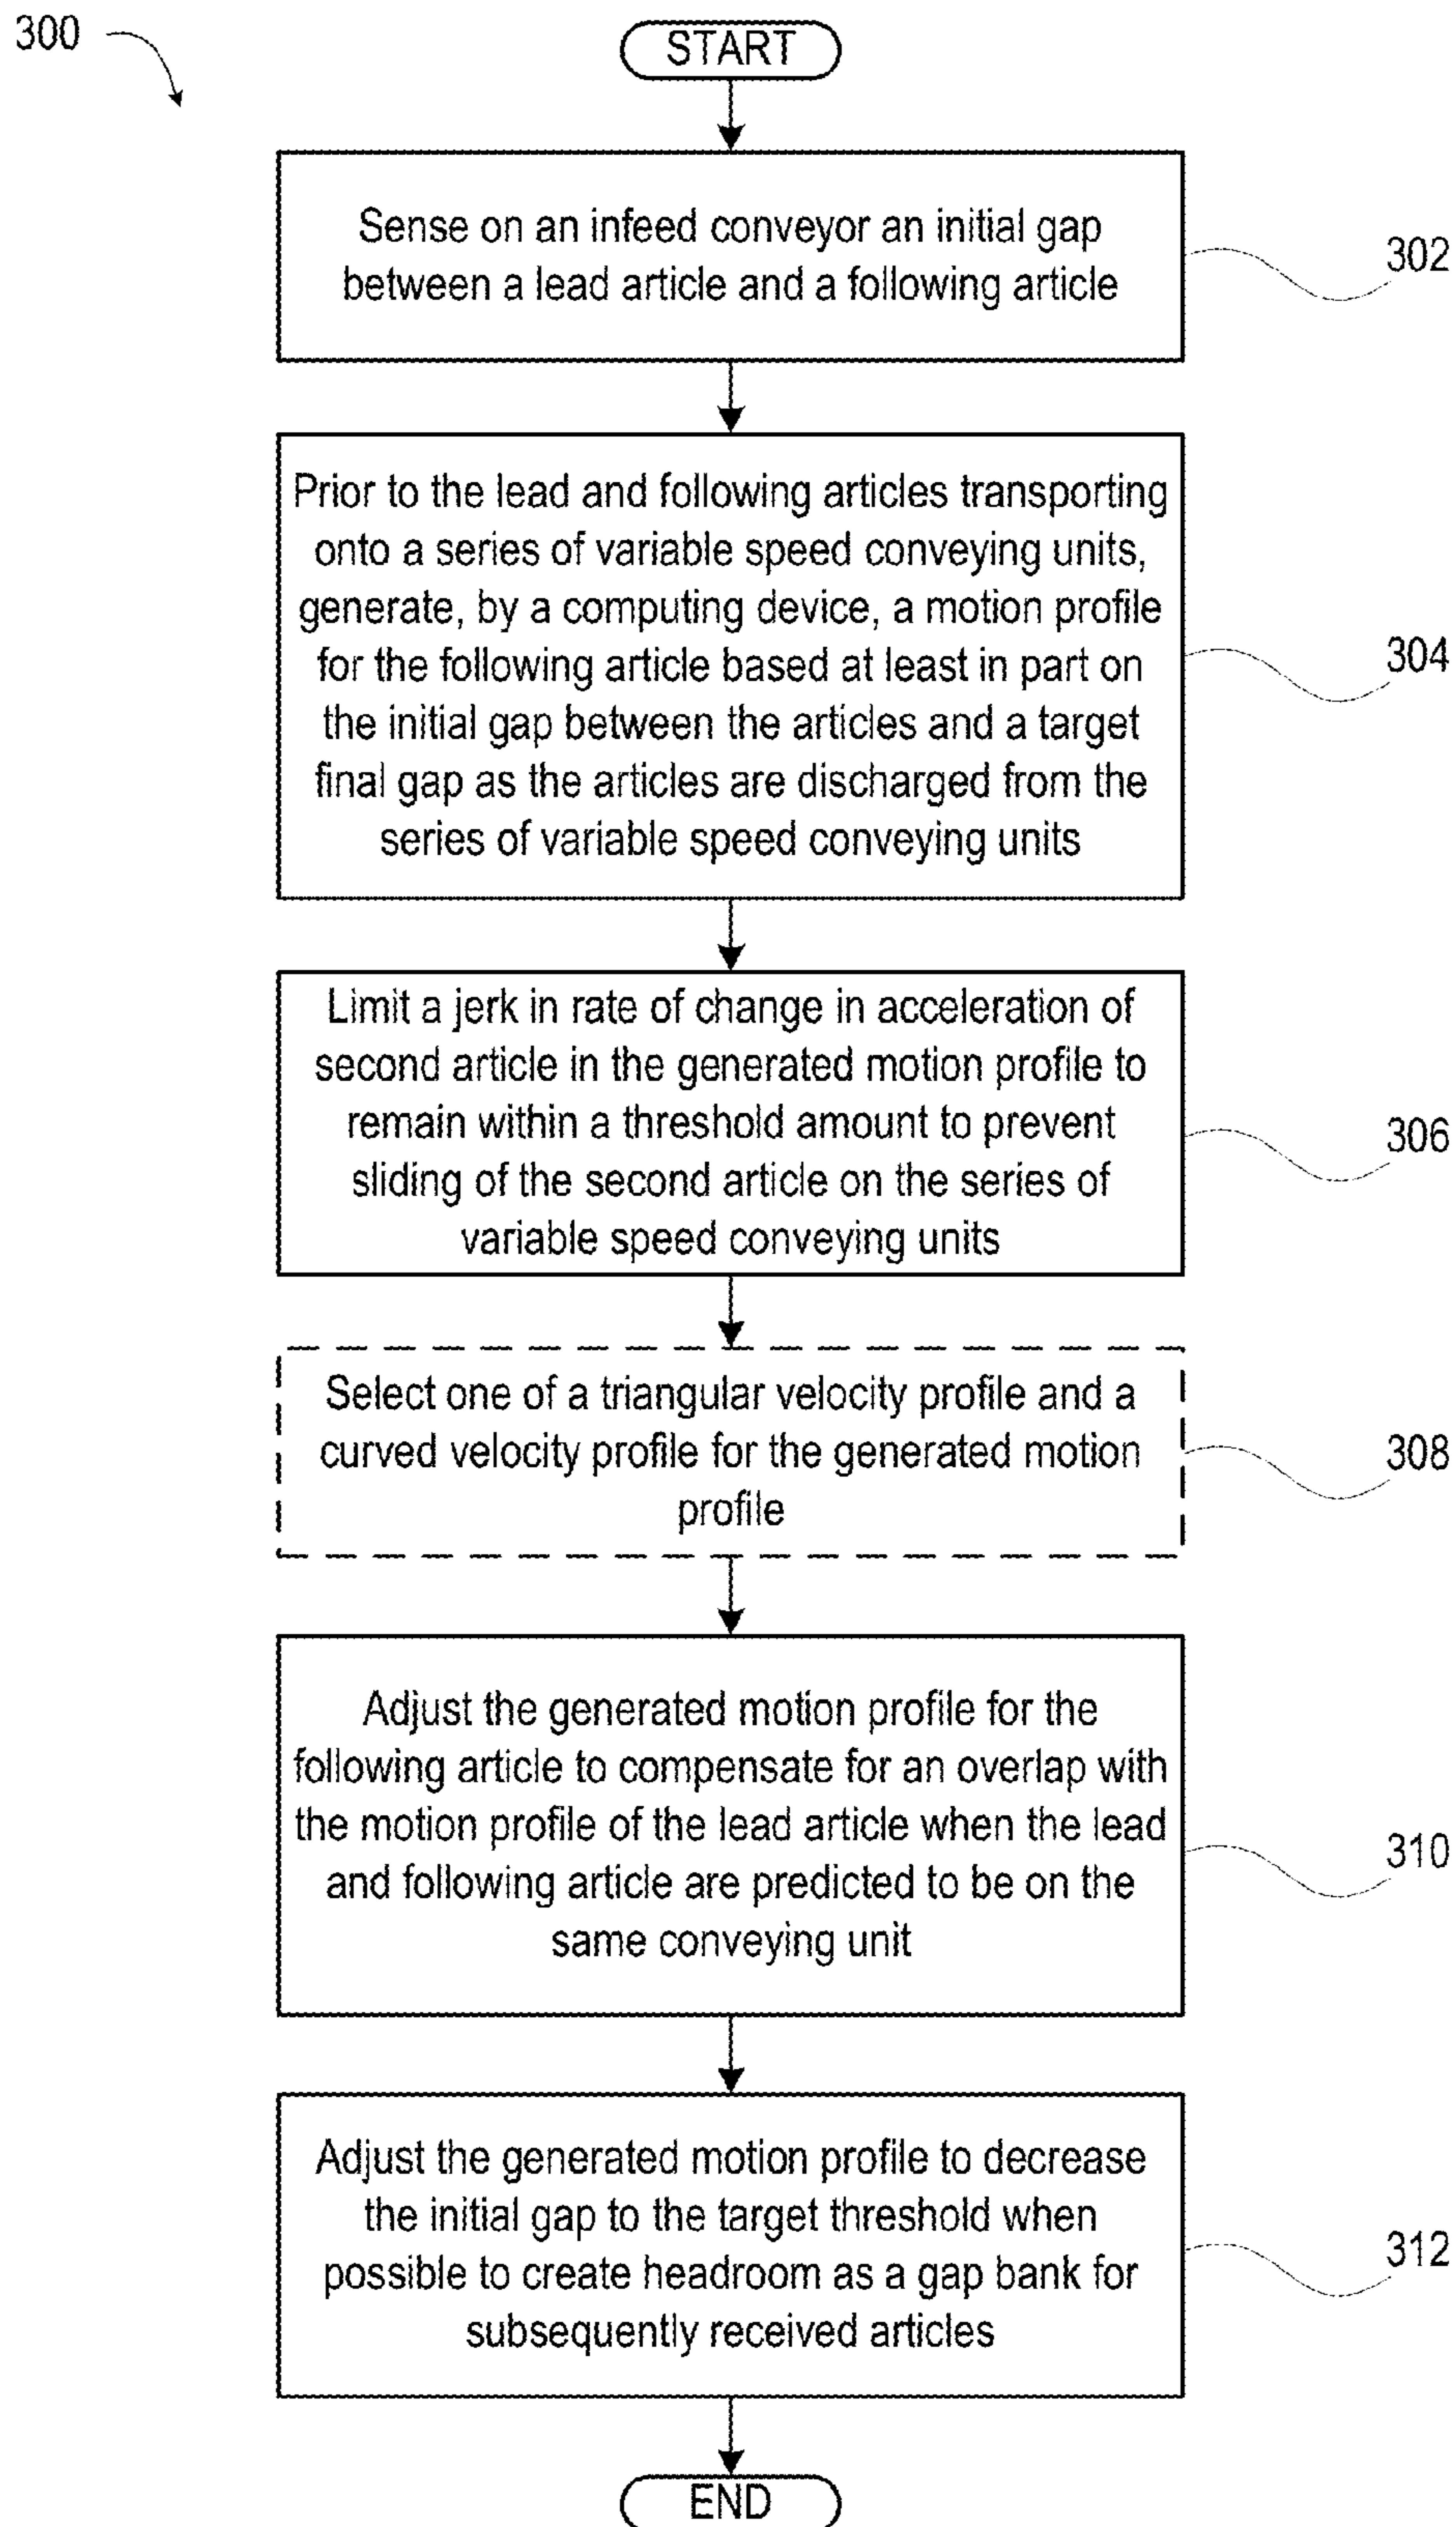 300
START
Sense on an infeed conveyor an initial gap
between a lead article and a following article
302
Prior to the lead and following articles transporting
onto a series of variable speed conveying units,
generate, by a computing device, a motion profile
for the following article based at least in part on
the initial gap between the articles and a target
final gap as the articles are discharged from the
series of variable speed conveying units
304
Limit a jerk in rate of change in acceleration of
second article in the generated motion profile to
remain within a threshold amount to prevent
sliding of the second article on the series of
variable speed conveying units
306
Select one of a triangular velocity profile and a
curved velocity profile for the generated motion
profile
308
Adjust the generated motion profile for the
following article to compensate for an overlap with
the motion profile of the lead article when the lead
and following article are predicted to be on the
same conveying unit
310
Adjust the generated motion profile to decrease
the initial gap to the target threshold when
possible to create headroom as a gap bank for
subsequently received articles
312
END